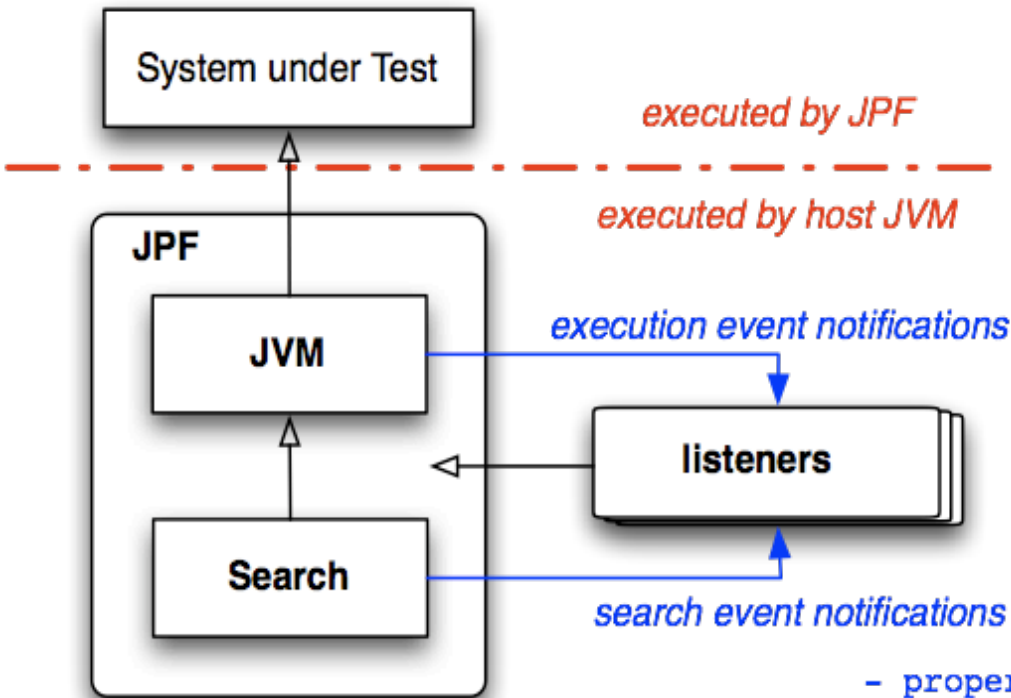 System under Test
executed by JPF
executed by host JVM
JPF
JVM
execution event notifications
listeners
Search
search event notifications
-